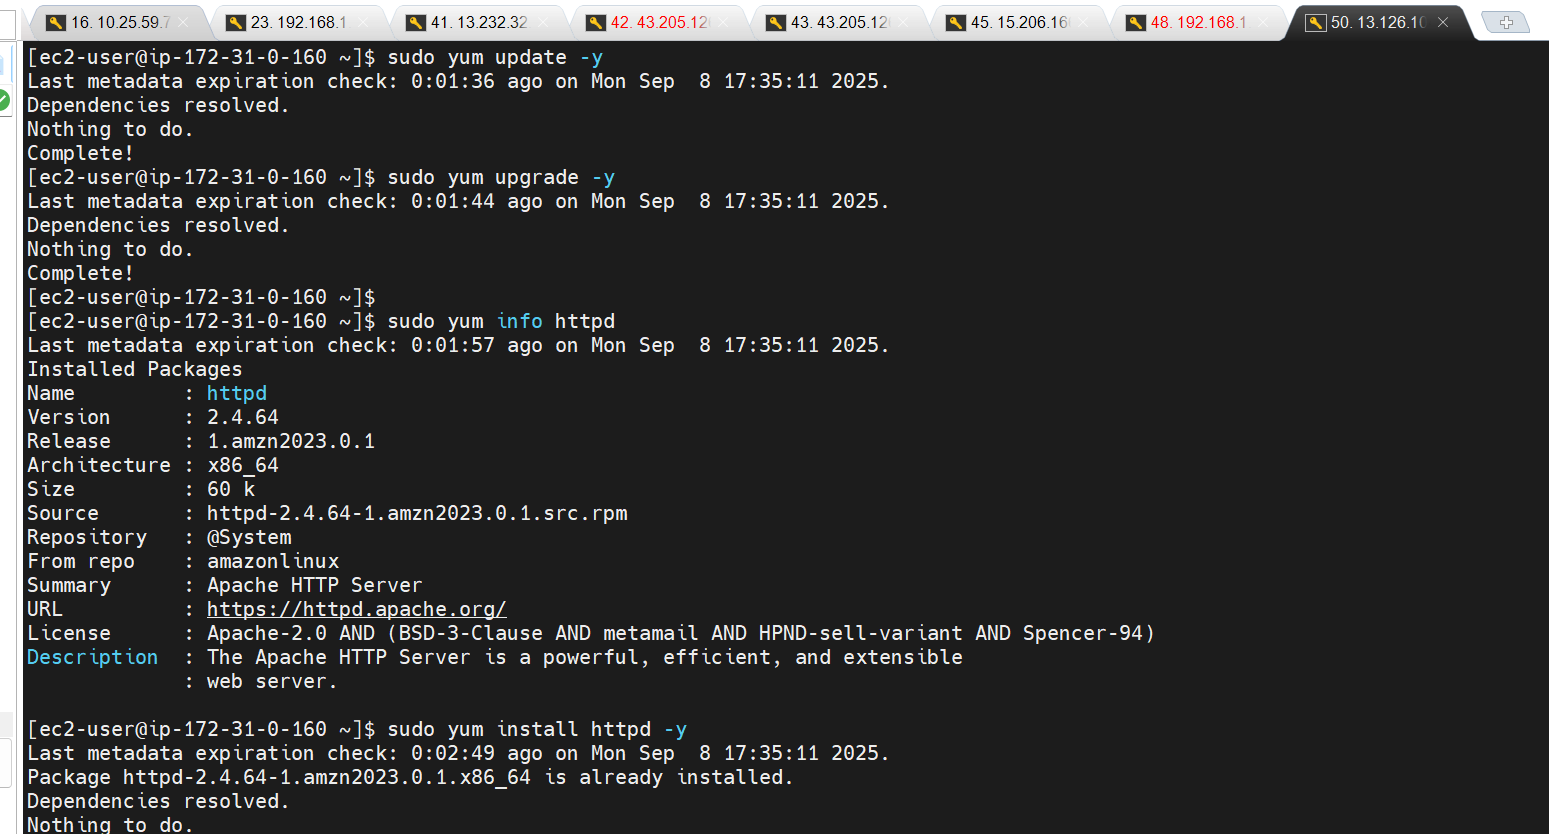 16. 10.25.59.7
23. 192.168.1
41. 13.232.32
42. 43.205.12
43. 43.205.12
45. 15.206.16
48. 192.168.1
50. 13.126.10
[ec2-user@ip-172-31-0-160 ~]$ sudo yum update -y
Last metadata expiration check: 0:01:36 ago on Mon Sep  8 17:35:11 2025.
Dependencies resolved.
Nothing to do.
Complete!
[ec2-user@ip-172-31-0-160 ~]$ sudo yum upgrade -y
Last metadata expiration check: 0:01:44 ago on Mon Sep  8 17:35:11 2025.
Dependencies resolved.
Nothing to do.
Complete!
[ec2-user@ip-172-31-0-160 ~]$
[ec2-user@ip-172-31-0-160 ~]$ sudo yum info httpd
Last metadata expiration check: 0:01:57 ago on Mon Sep  8 17:35:11 2025.
Installed Packages
Name         : httpd
Version      : 2.4.64
Release      : 1.amzn2023.0.1
Architecture : x86_64
Size         : 60 k
Source       : httpd-2.4.64-1.amzn2023.0.1.src.rpm
Repository   : @System
From repo    : amazonlinux
Summary      : Apache HTTP Server
URL          : https://httpd.apache.org/
License      : Apache-2.0 AND (BSD-3-Clause AND metamail AND HPND-sell-variant AND Spencer-94)
Description  : The Apache HTTP Server is a powerful, efficient, and extensible
             : web server.
[ec2-user@ip-172-31-0-160 ~]$ sudo yum install httpd -y
Last metadata expiration check: 0:02:49 ago on Mon Sep  8 17:35:11 2025.
Package httpd-2.4.64-1.amzn2023.0.1.x86_64 is already installed.
Dependencies resolved.
Nothing to do.